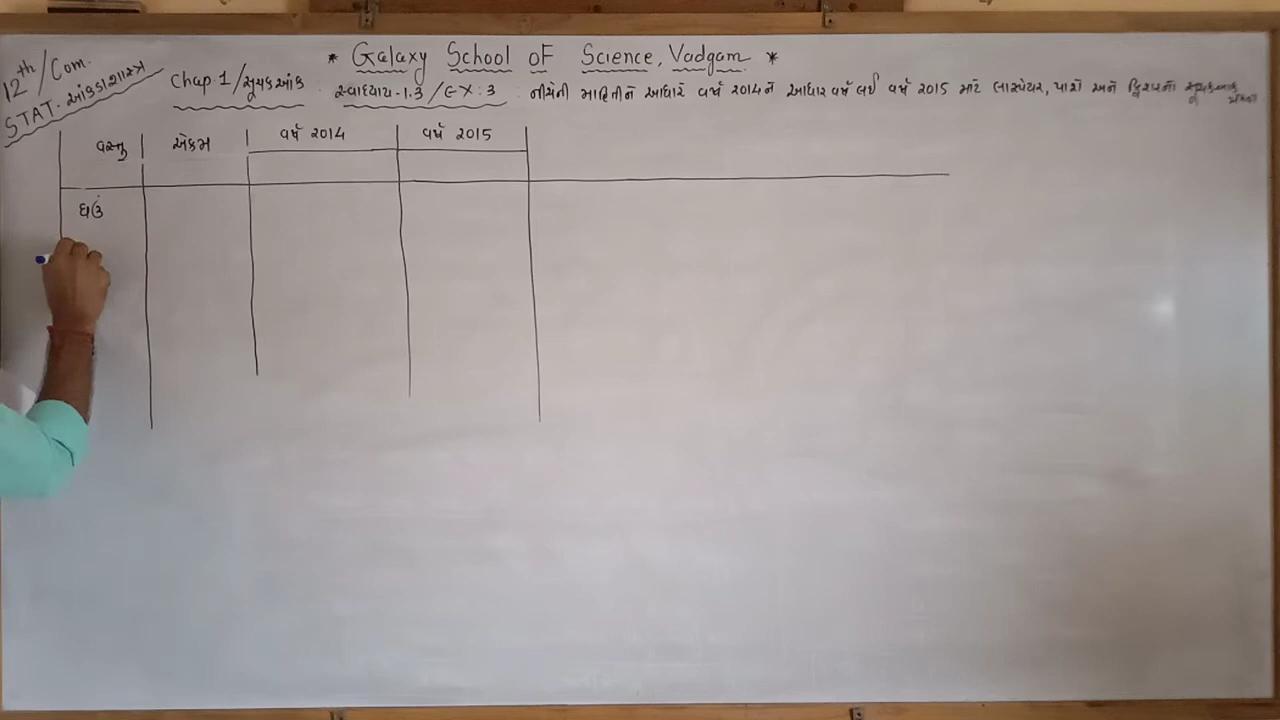 * Galaxy School of Science, Vadgam *
12th/Com.
STAT. આંકડાશાસ્ત્ર
Chap.1/સૂચકઆંક
સ્વાધ્યાય-1.3/EX:3 : નીચેની માહિતીને આધારે વર્ષ 2014ને આધાર વર્ષ લઈ વર્ષ 2015 માટે લાસ્પેયર, પાશે અને ફિશરના
વસ્તુ એકમ વર્ષ 2014 વર્ષ 2015
ઘઉં